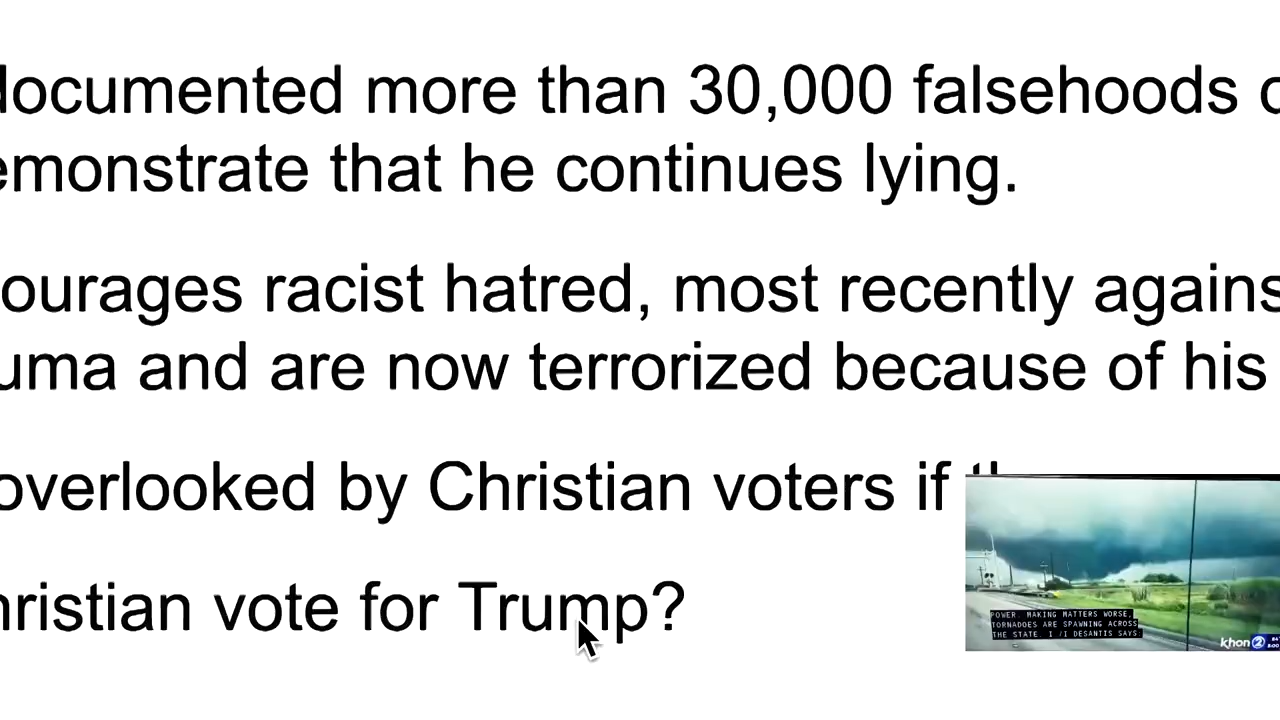 documented more than 30,000 falsehoods
emonstrate that he continues lying.
ourages racist hatred, most recently agains
uma and are now terrorized because of his
overlooked by Christian voters if
hristian vote for Trump?
POWER. MAKING MATTERS WORSE,
TORNADOES ARE SPAWNING ACROSS
THE STATE. I /I DESANTIS SAYS:
khon 2